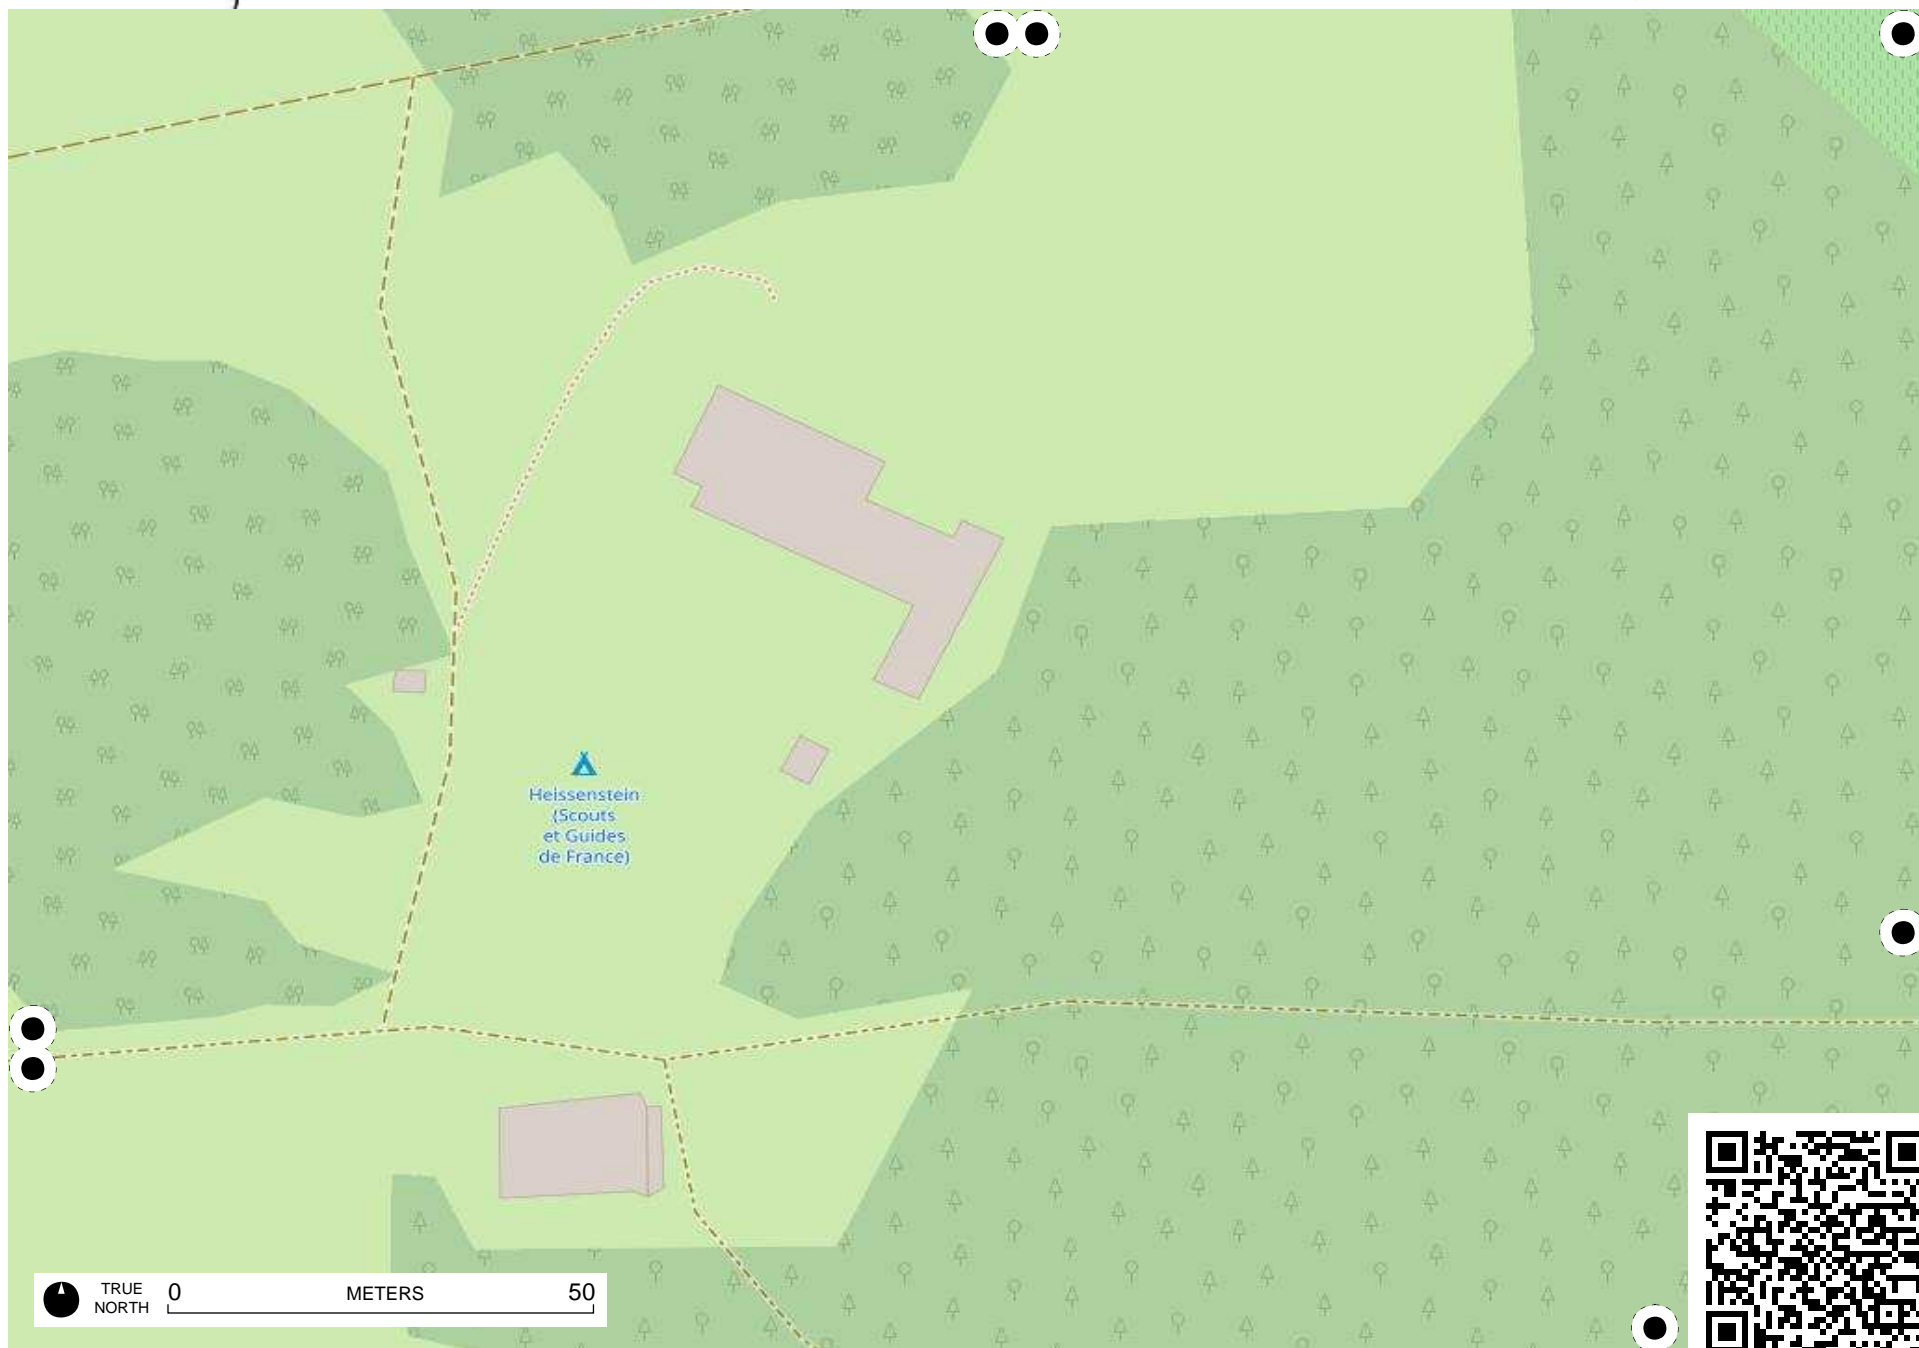 Heissenstein
(Scouts
et Guides
de France)
TRUE
NORTH
0 METERS 50